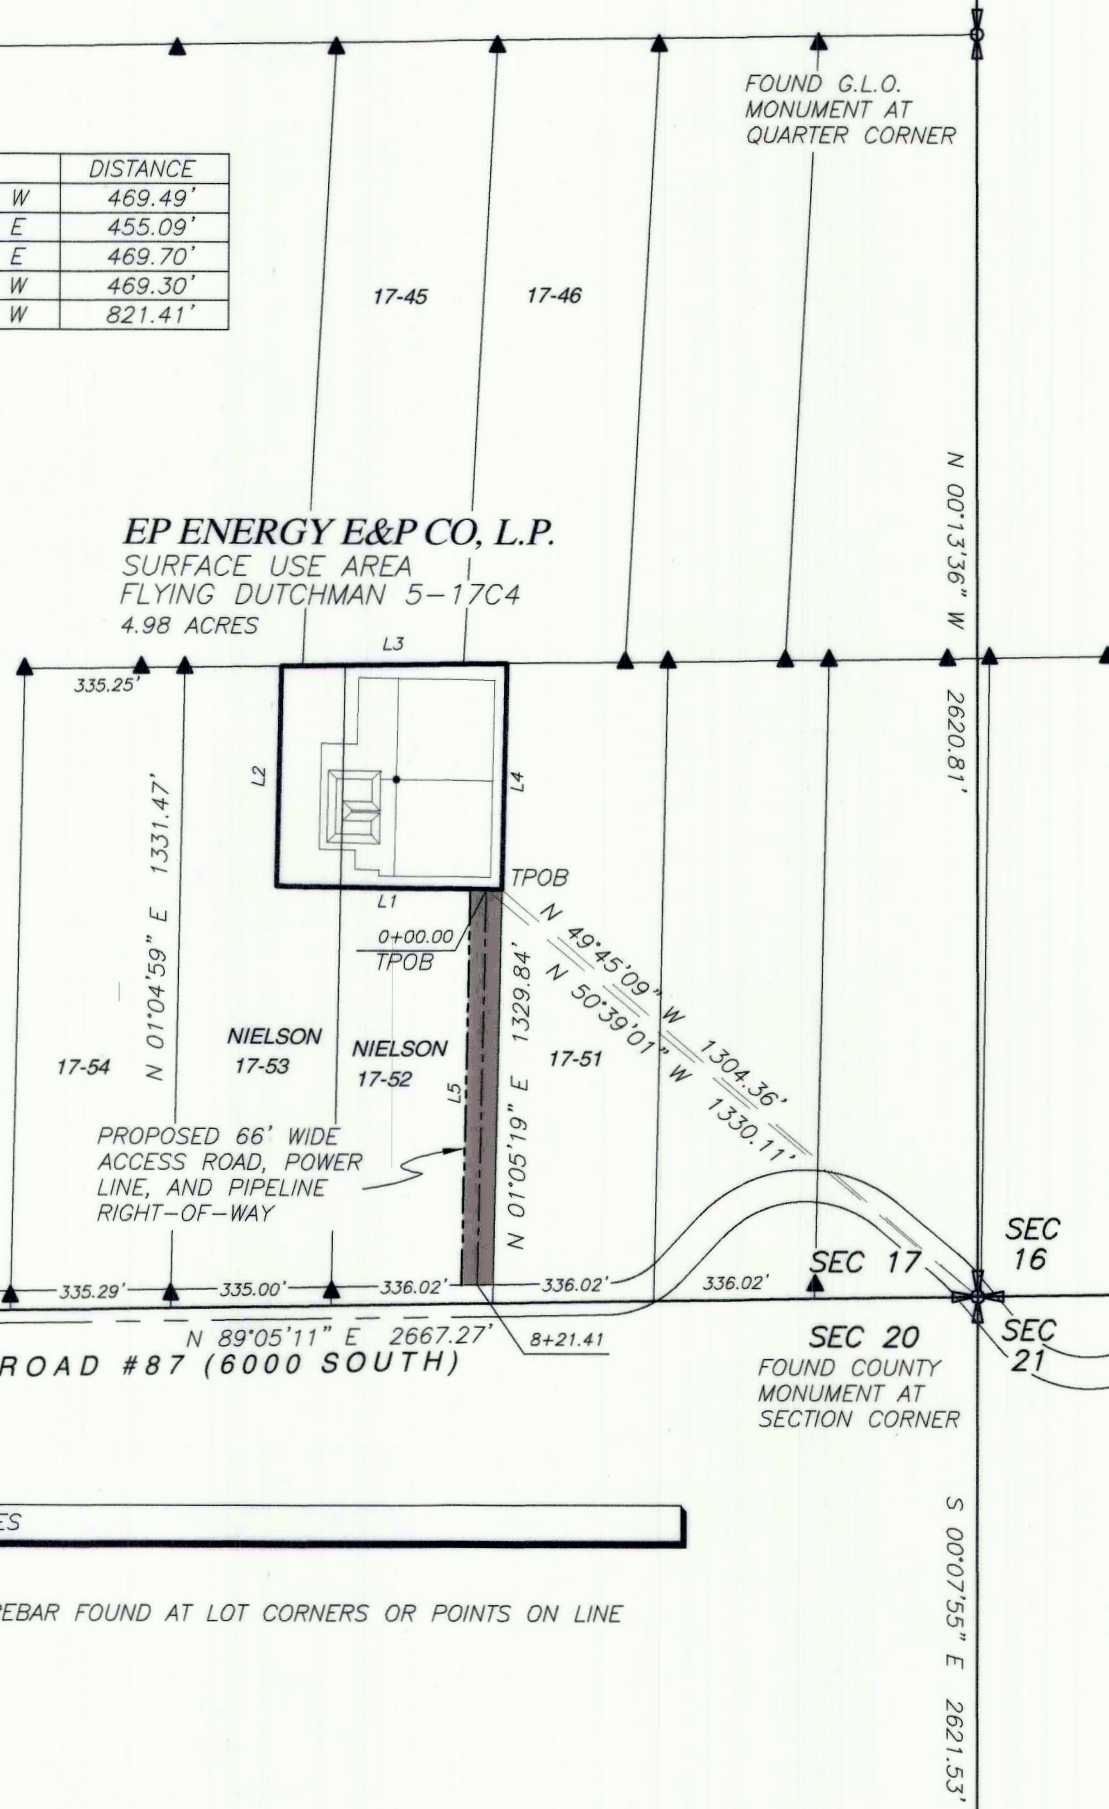 FOUND G.L.O.
MONUMENT AT
QUARTER CORNER
DISTANCE
W 469.49'
E 455.09'
E 469.70'
W 469.30'
W 821.41'
17-45
17-46
N 00°13'36" W 2620.81'
EP ENERGY E&P CO, L.P.
SURFACE USE AREA
FLYING DUTCHMAN 5-17C4
4.98 ACRES
L3
335.25'
L2
L4
N 01°04'59" E 1331.47'
TPOB
L1
0+00.00
TPOB
N 49°45'09" W 1304.36'
N 50°39'01" W 1330.11'
N 01°05'19" E 1329.84'
NIELSON
17-53
NIELSON
17-52
17-54
17-51
L5
PROPOSED 66' WIDE
ACCESS ROAD, POWER
LINE, AND PIPELINE
RIGHT-OF-WAY
SEC 17
SEC
16
335.29'
335.00'
336.02'
336.02'
336.02'
N 89°05'11" E 2667.27'
8+21.41
ROAD #87 (6000 SOUTH)
SEC 20
SEC
21
FOUND COUNTY
MONUMENT AT
SECTION CORNER
S 00°07'55" E 2621.53'
ES
EBAR FOUND AT LOT CORNERS OR POINTS ON LINE